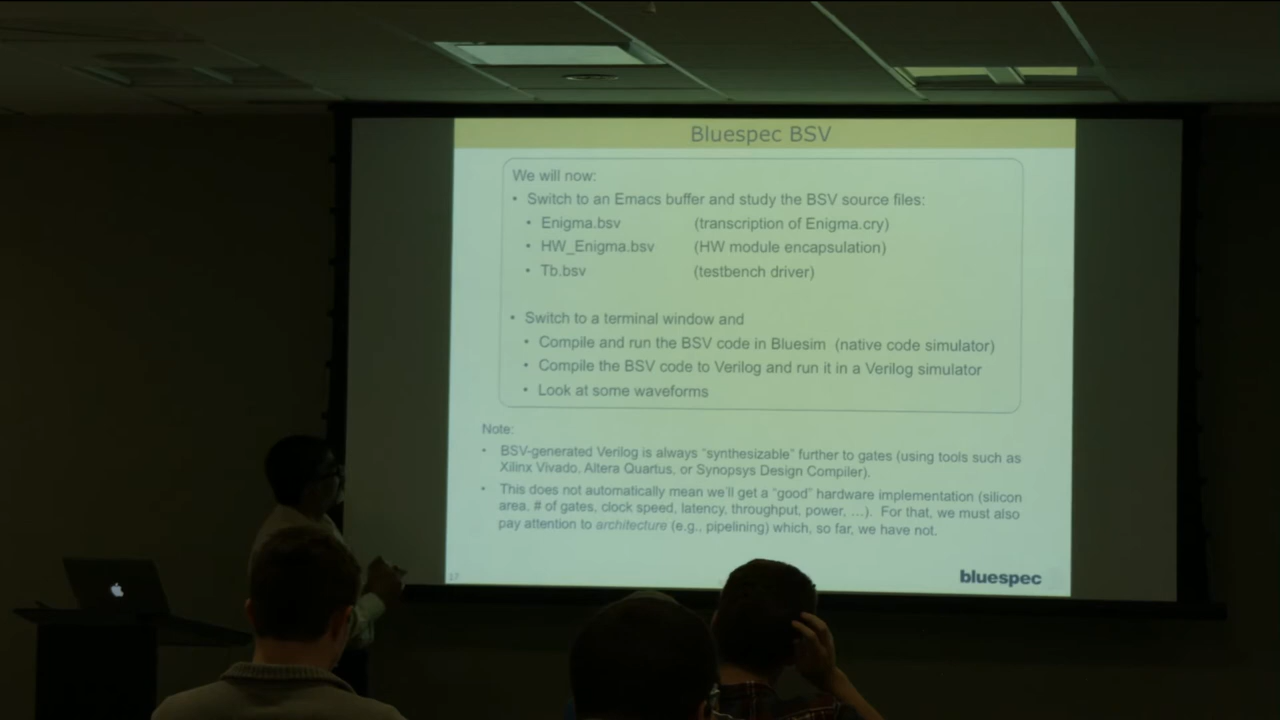 Bluespec BSV
We will now:
• Switch to an Emacs buffer and study the BSV source files:
• Enigma.bsv (transcription of Enigma.cry)
• HW_Enigma.bsv (HW module encapsulation)
• Tb.bsv (testbench driver)
• Switch to a terminal window and
• Compile and run the BSV code in Bluesim (native code simulator)
• Compile the BSV code to Verilog and run it in a Verilog simulator
• Look at some waveforms
Note:
• BSV-generated Verilog is always “synthesizable” further to gates (using tools such as
Xilinx Vivado, Altera Quartus, or Synopsys Design Compiler).
• This does not automatically mean we’ll get a “good” hardware implementation (silicon
area, # of gates, clock speed, latency, throughput, power, …). For that, we must also
pay attention to architecture (e.g., pipelining) which, so far, we have not.
bluespec